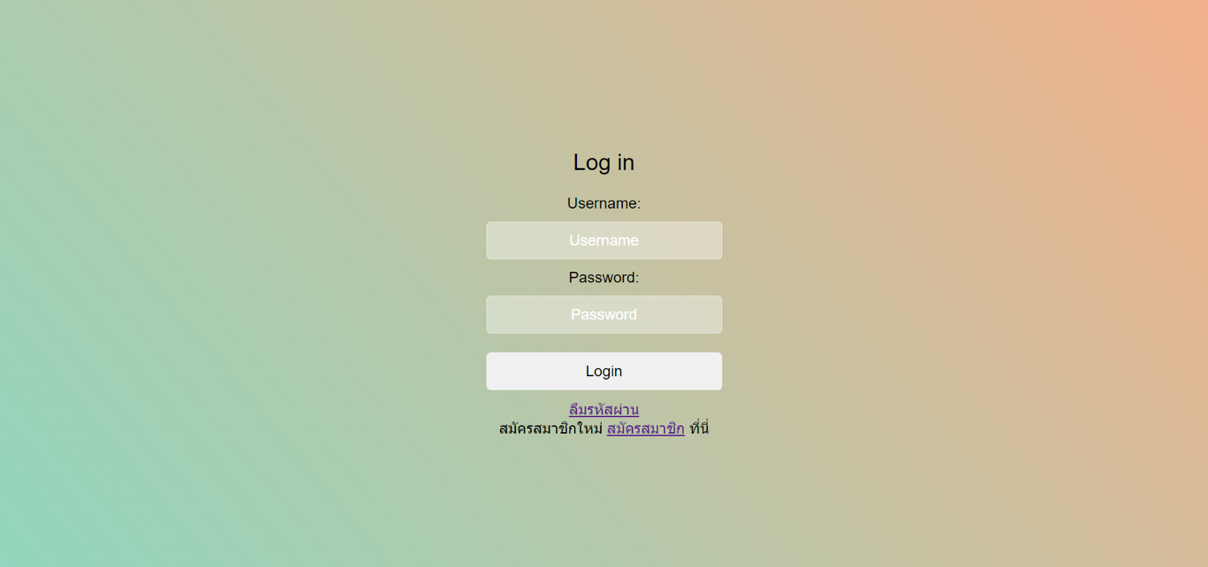 Log in
Username:
Username
Password:
Password
Login
ลืมรหัสผ่าน
สมัครสมาชิกใหม่ สมัครสมาชิก ที่นี่